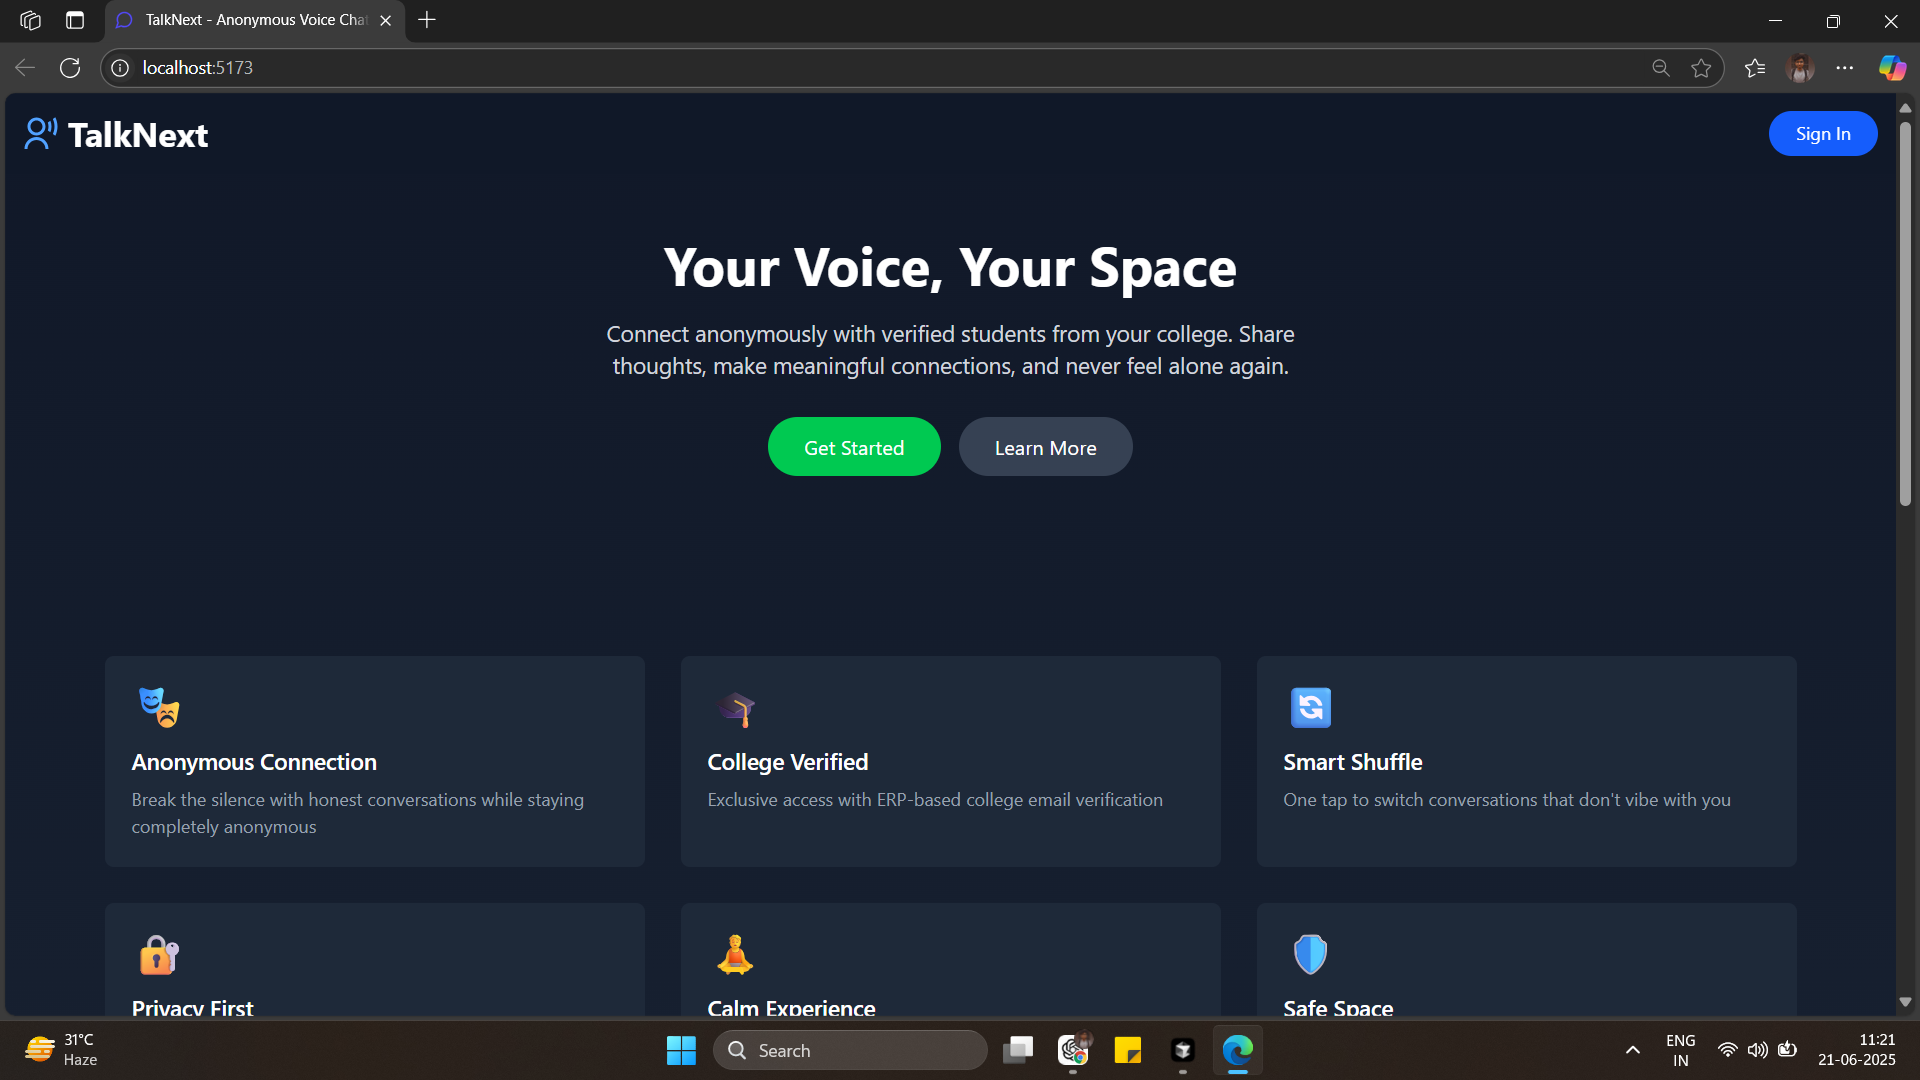 TalkNext - Anonymous Voice Cha
localhost:5173
TalkNext
Sign In
Your Voice, Your Space
Connect anonymously with verified students from your college. Share
thoughts, make meaningful connections, and never feel alone again.
Get Started
Learn More
Anonymous Connection
Break the silence with honest conversations while staying
completely anonymous
College Verified
Exclusive access with ERP-based college email verification
Smart Shuffle
One tap to switch conversations that don't vibe with you
Privacy First
Calm Experience
Safe Space
31°C
Haze
Search
ENG
IN
11:21
21-06-2025